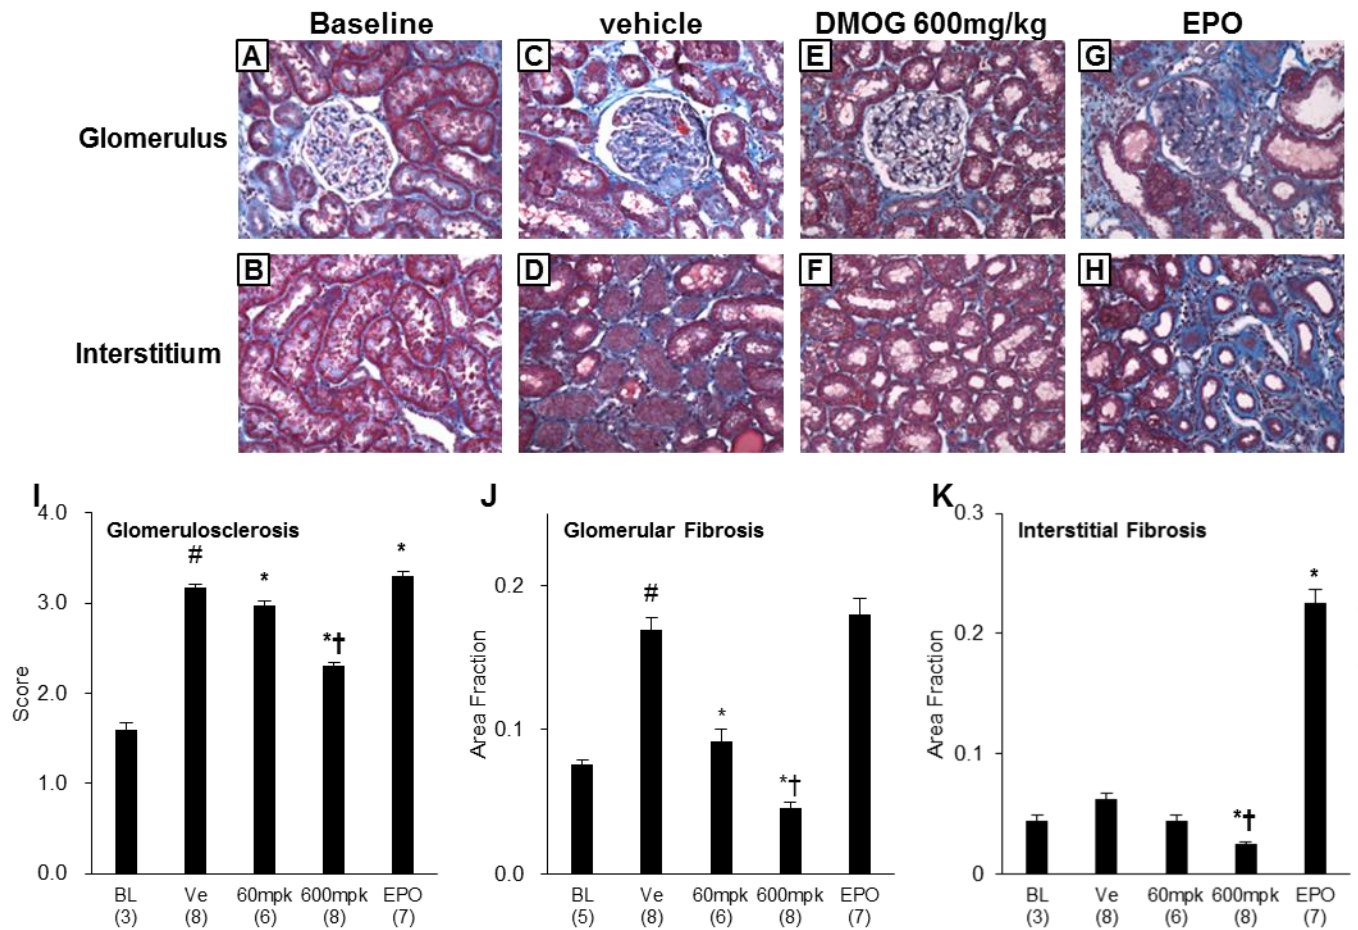 Baseline vehicle DMOG 600mg/kg EPO
A C E G
Glomerulus
B D F H
Interstitium
I
Glomerulosclerosis
4.0
3.0
2.0
1.0
0.0
Score
#
*
*†
*
BL Ve 60mpk 600mpk EPO
(3) (8) (6) (8) (7)
J
Glomerular Fibrosis
0.2
0.1
0.0
Area Fraction
#
*
*†
BL Ve 60mpk 600mpk EPO
(5) (8) (6) (8) (7)
K
Interstitial Fibrosis
0.3
0.2
0.1
0
Area Fraction
*†
*
BL Ve 60mpk 600mpk EPO
(3) (8) (6) (8) (7)